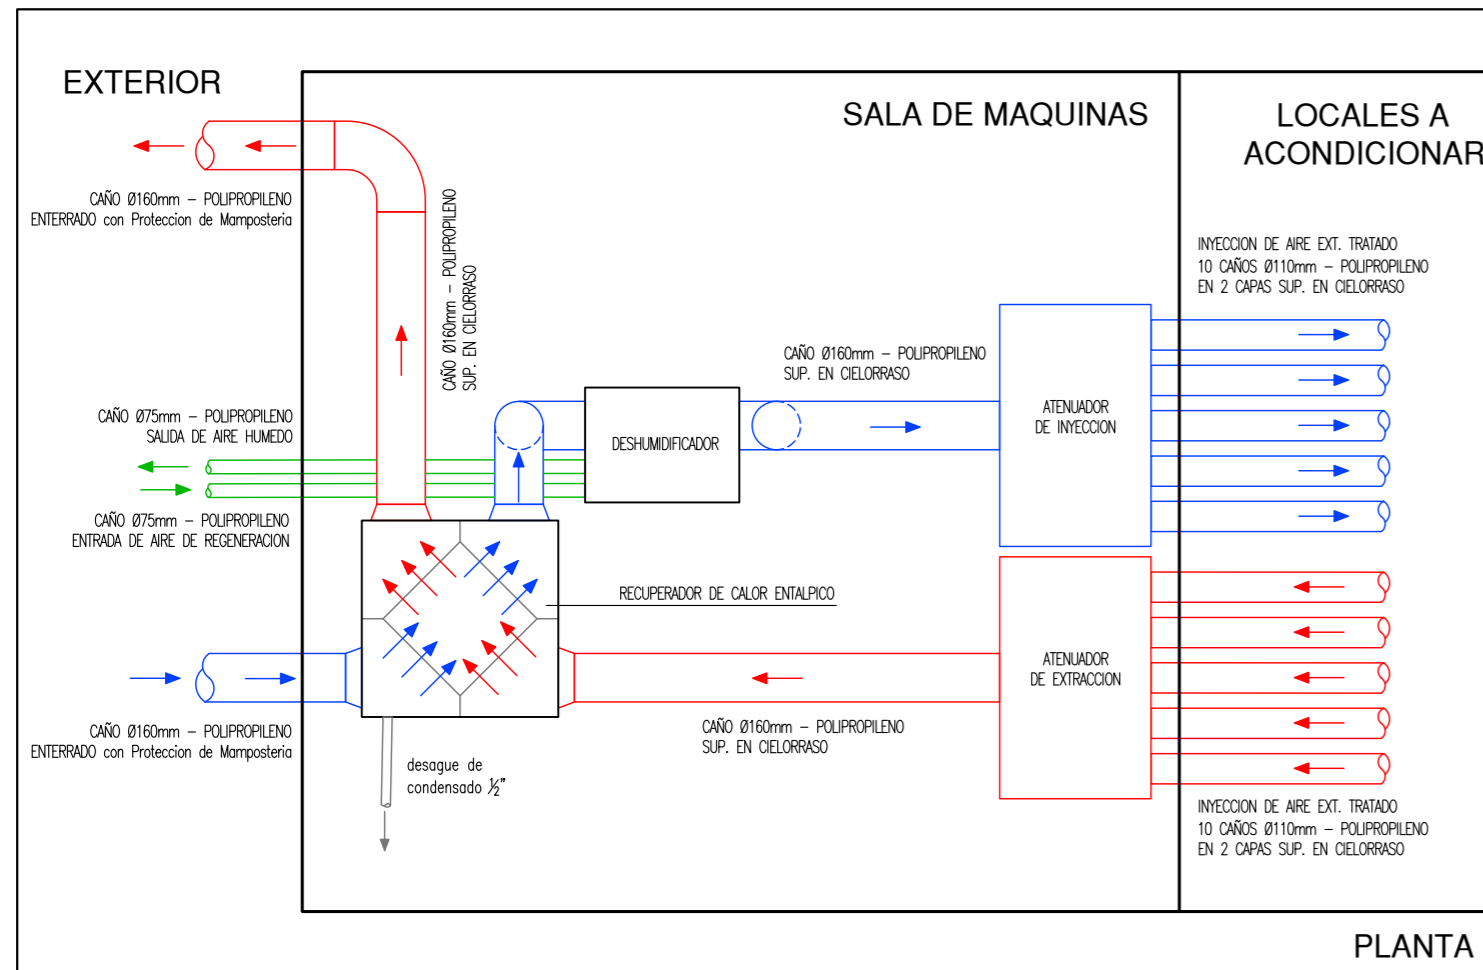 EXTERIOR
SALA DE MAQUINAS
LOCALES A
ACONDICIONAR
CAÑO Ø160mm – POLIPROPILENO
ENTERRADO con Proteccion de Mamposteria
CAÑO Ø160mm – POLIPROPILENO
SUP. EN CIELORRASO
INYECCION DE AIRE EXT. TRATADO
10 CAÑOS Ø110mm – POLIPROPILENO
EN 2 CAPAS SUP. EN CIELORRASO
CAÑO Ø160mm – POLIPROPILENO
SUP. EN CIELORRASO
CAÑO Ø75mm – POLIPROPILENO
SALIDA DE AIRE HUMEDO
DESHUMIDIFICADOR
ATENUADOR
DE INYECCION
CAÑO Ø75mm – POLIPROPILENO
ENTRADA DE AIRE DE REGENERACION
RECUPERADOR DE CALOR ENTALPICO
ATENUADOR
DE EXTRACCION
CAÑO Ø160mm – POLIPROPILENO
ENTERRADO con Proteccion de Mamposteria
CAÑO Ø160mm – POLIPROPILENO
SUP. EN CIELORRASO
desague de
condensado ½"
INYECCION DE AIRE EXT. TRATADO
10 CAÑOS Ø110mm – POLIPROPILENO
EN 2 CAPAS SUP. EN CIELORRASO
PLANTA